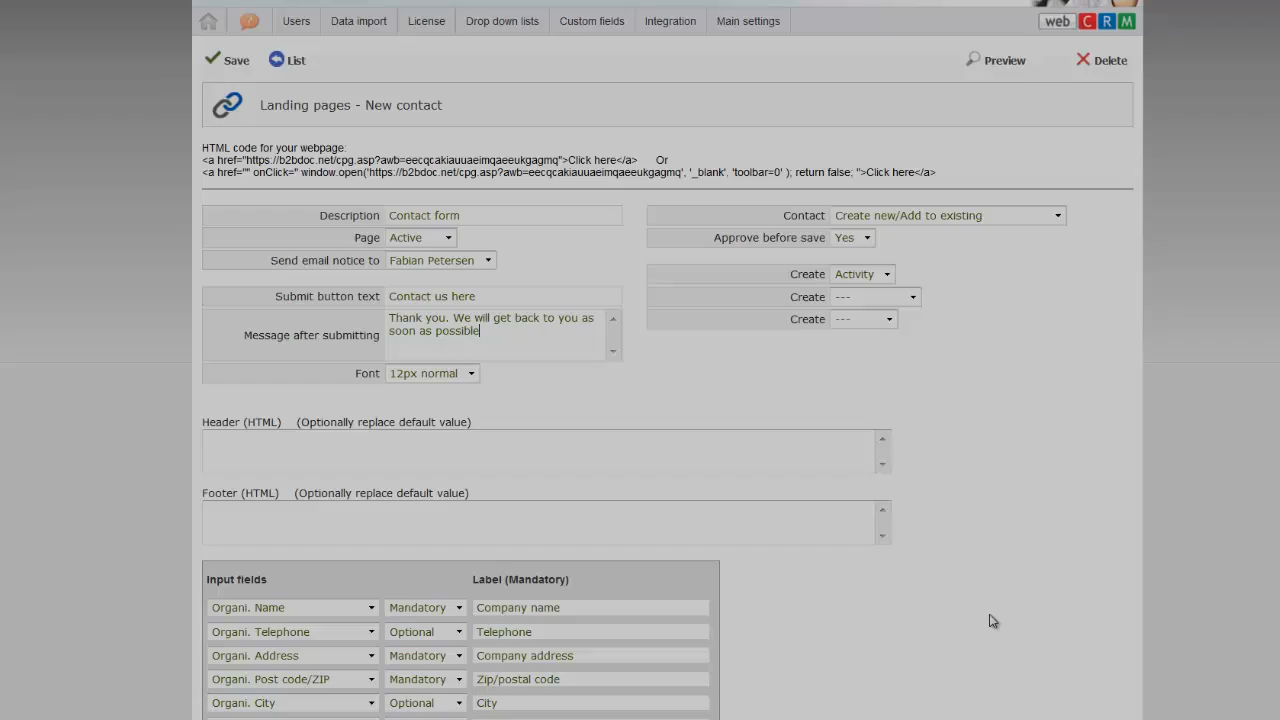 Users Data import License Drop down lists Custom fields Integration Main settings web C R M
Save List Preview Delete
Landing pages - New contact
HTML code for your webpage:
<a href="https://b2bdoc.net/cpg.asp?awb=eecqcakiauuaeimqaeeukgagmq">Click here</a> Or
<a href="" onClick=" window.open('https://b2bdoc.net/cpg.asp?awb=eecqcakiauuaeimqaeeukgagmq', '_blank', 'toolbar=0' ); return false; ">Click here</a>
Description Contact form Contact Create new/Add to existing
Page Active Approve before save Yes
Send email notice to Fabian Petersen
Create Activity
Submit button text Contact us here Create ---
Message after submitting Thank you. We will get back to you as
soon as possible
Create ---
Font 12px normal
Header (HTML) (Optionally replace default value)
Footer (HTML) (Optionally replace default value)
Input fields Label (Mandatory)
Organi. Name Mandatory Company name
Organi. Telephone Optional Telephone
Organi. Address Mandatory Company address
Organi. Post code/ZIP Mandatory Zip/postal code
Organi. City Optional City